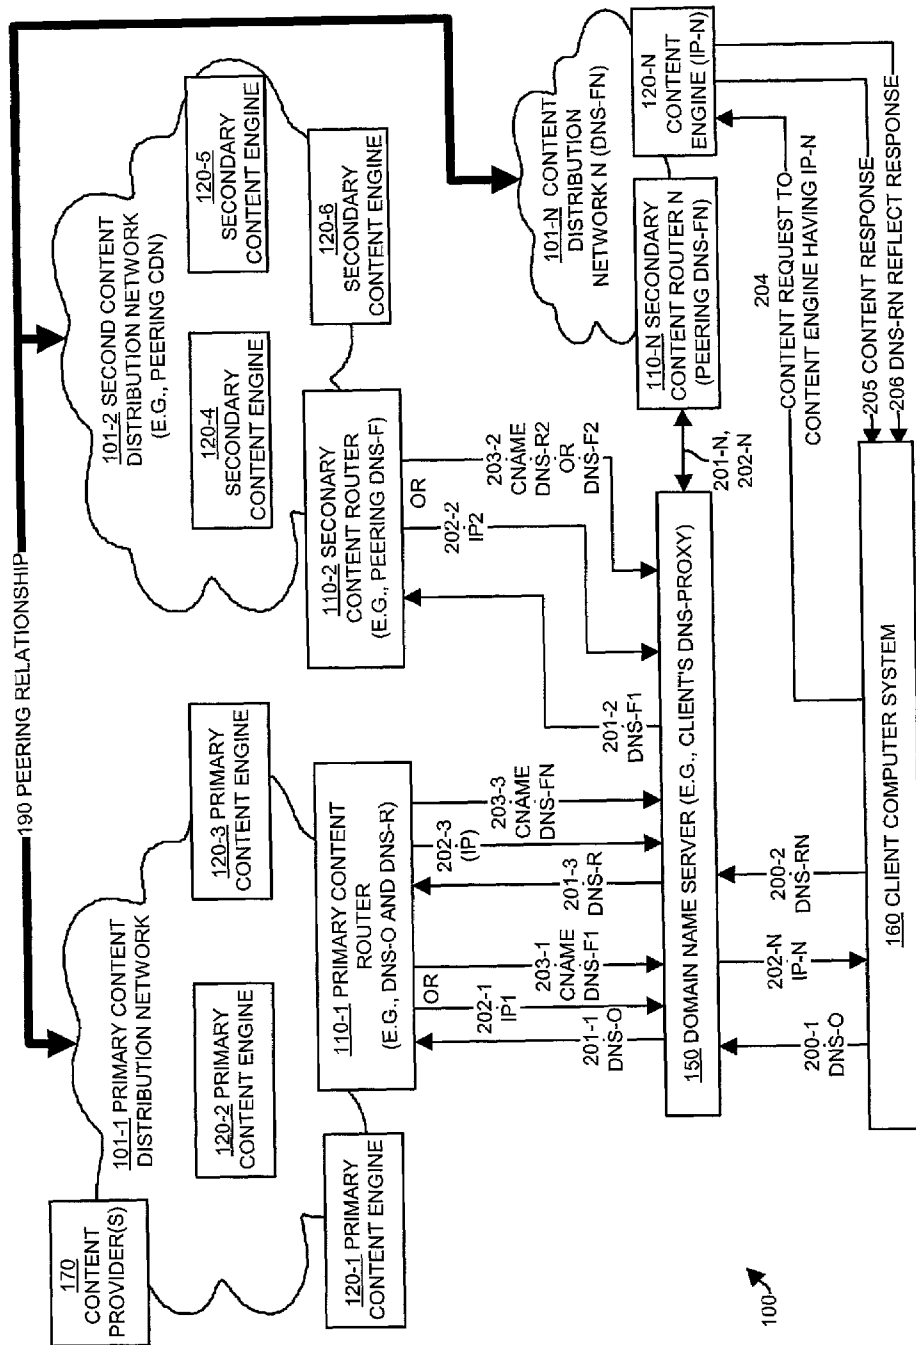 190 PEERING RELATIONSHIP
170
CONTENT
PROVIDER(S)
101-1 PRIMARY CONTENT
DISTRIBUTION NETWORK
120-1 PRIMARY
CONTENT ENGINE
120-2 PRIMARY
CONTENT ENGINE
120-3 PRIMARY
CONTENT ENGINE
110-1 PRIMARY CONTENT
ROUTER
(E.G., DNS-O AND DNS-R)
101-2 SECOND CONTENT
DISTRIBUTION NETWORK
(E.G., PEERING CDN)
120-4
SECONDARY
CONTENT ENGINE
120-5
SECONDARY
CONTENT ENGINE
120-6
SECONDARY
CONTENT ENGINE
110-2 SECONARY
CONTENT ROUTER
(E.G., PEERING DNS-F)
101-N CONTENT
DISTRIBUTION
NETWORK N (DNS-FN)
110-N SECONDARY
CONTENT ROUTER N
(PEERING DNS-FN)
120-N
CONTENT
ENGINE (IP-N)
201-1
DNS-O
202-1
IP1
OR
203-1
CNAME
DNS-F1
201-3
DNS-R
202-3
(IP)
203-3
CNAME
DNS-FN
201-2
DNS-F1
202-2
IP2
OR
203-2
CNAME
DNS-R2
OR
DNS-F2
201-N,
202-N
150 DOMAIN NAME SERVER (E.G., CLIENT'S DNS-PROXY)
200-1
DNS-O
202-N
IP-N
200-2
DNS-RN
204
CONTENT REQUEST TO
CONTENT ENGINE HAVING IP-N
205 CONTENT RESPONSE
206 DNS-RN REFLECT RESPONSE
160 CLIENT COMPUTER SYSTEM
100